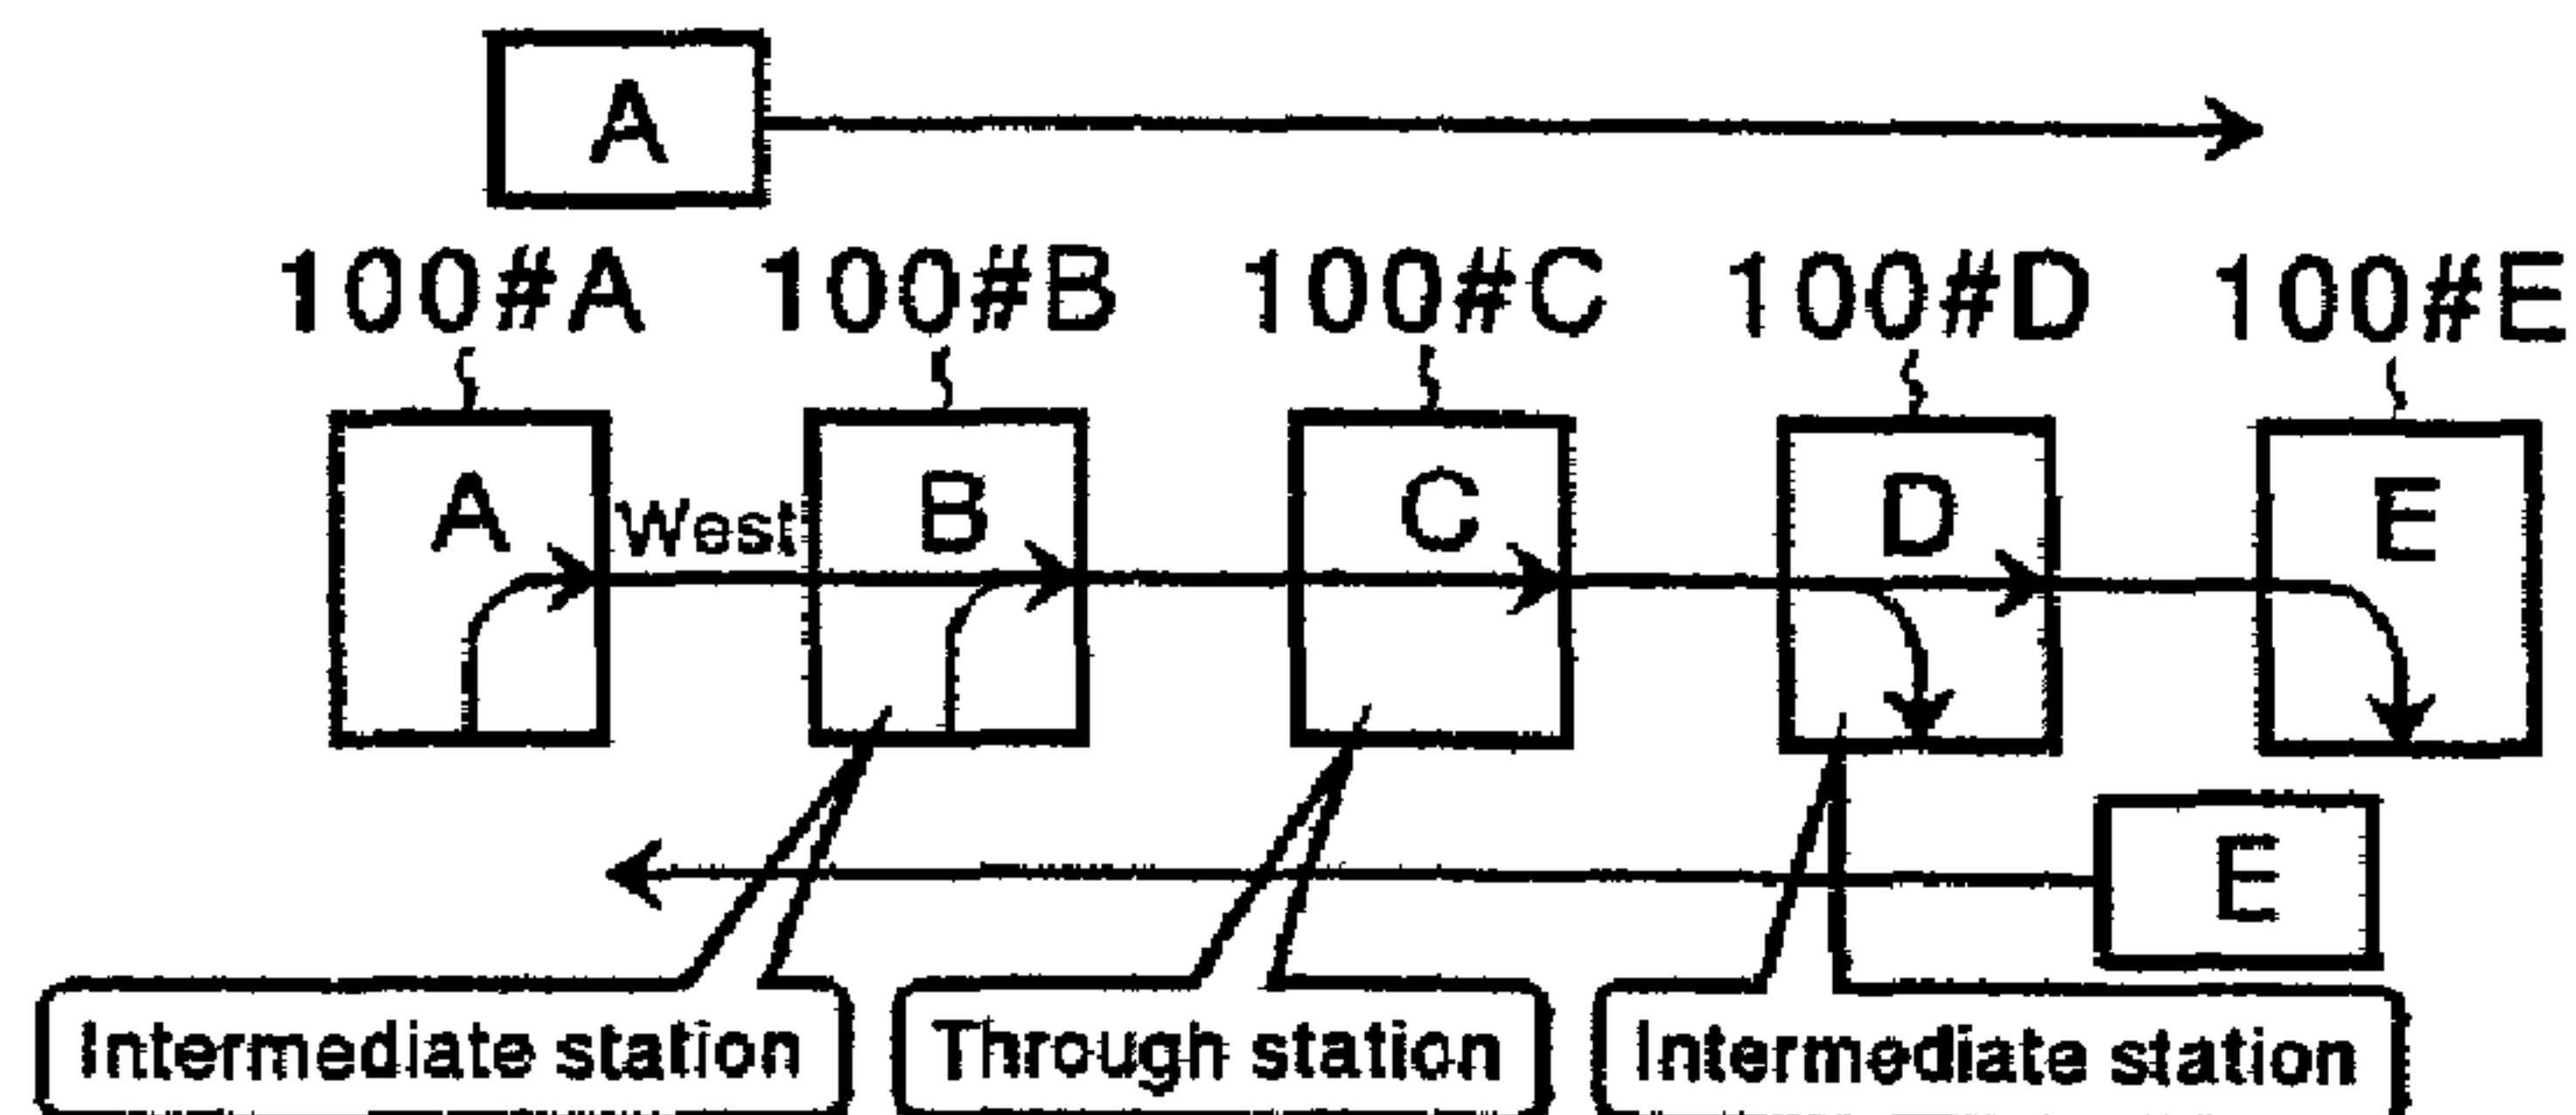 A
100#A 100#B 100#C 100#D 100#E
A West B C D E
E
Intermediate station Through station Intermediate station